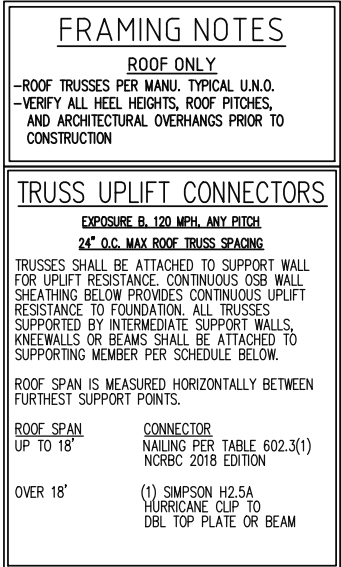 FRAMING NOTES
ROOF ONLY
-ROOF TRUSSES PER MANU. TYPICAL U.N.O.
-VERIFY ALL HEEL HEIGHTS, ROOF PITCHES,
AND ARCHITECTURAL OVERHANGS PRIOR TO
CONSTRUCTION
TRUSS UPLIFT CONNECTORS
EXPOSURE B, 120 MPH, ANY PITCH
24" O.C. MAX ROOF TRUSS SPACING
TRUSSES SHALL BE ATTACHED TO SUPPORT WALL
FOR UPLIFT RESISTANCE. CONTINUOUS OSB WALL
SHEATHING BELOW PROVIDES CONTINUOUS UPLIFT
RESISTANCE TO FOUNDATION. ALL TRUSSES
SUPPORTED BY INTERMEDIATE SUPPORT WALLS,
KNEEWALLS OR BEAMS SHALL BE ATTACHED TO
SUPPORTING MEMBER PER SCHEDULE BELOW.
ROOF SPAN IS MEASURED HORIZONTALLY BETWEEN
FURTHEST SUPPORT POINTS.
ROOF SPAN CONNECTOR
UP TO 18' NAILING PER TABLE 602.3(1)
NCRBC 2018 EDITION
OVER 18' (1) SIMPSON H2.5A
HURRICANE CLIP TO
DBL TOP PLATE OR BEAM